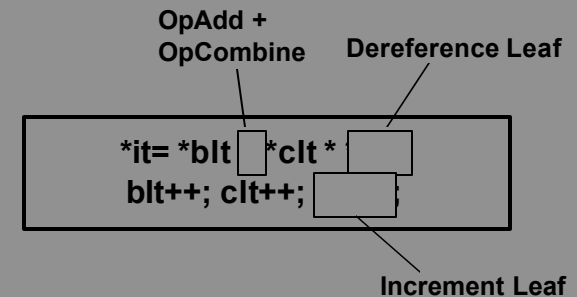 OpAdd +
OpCombine
Dereference Leaf
*it= *bIt *cIt *
bIt++; cIt++; ;
Increment Leaf